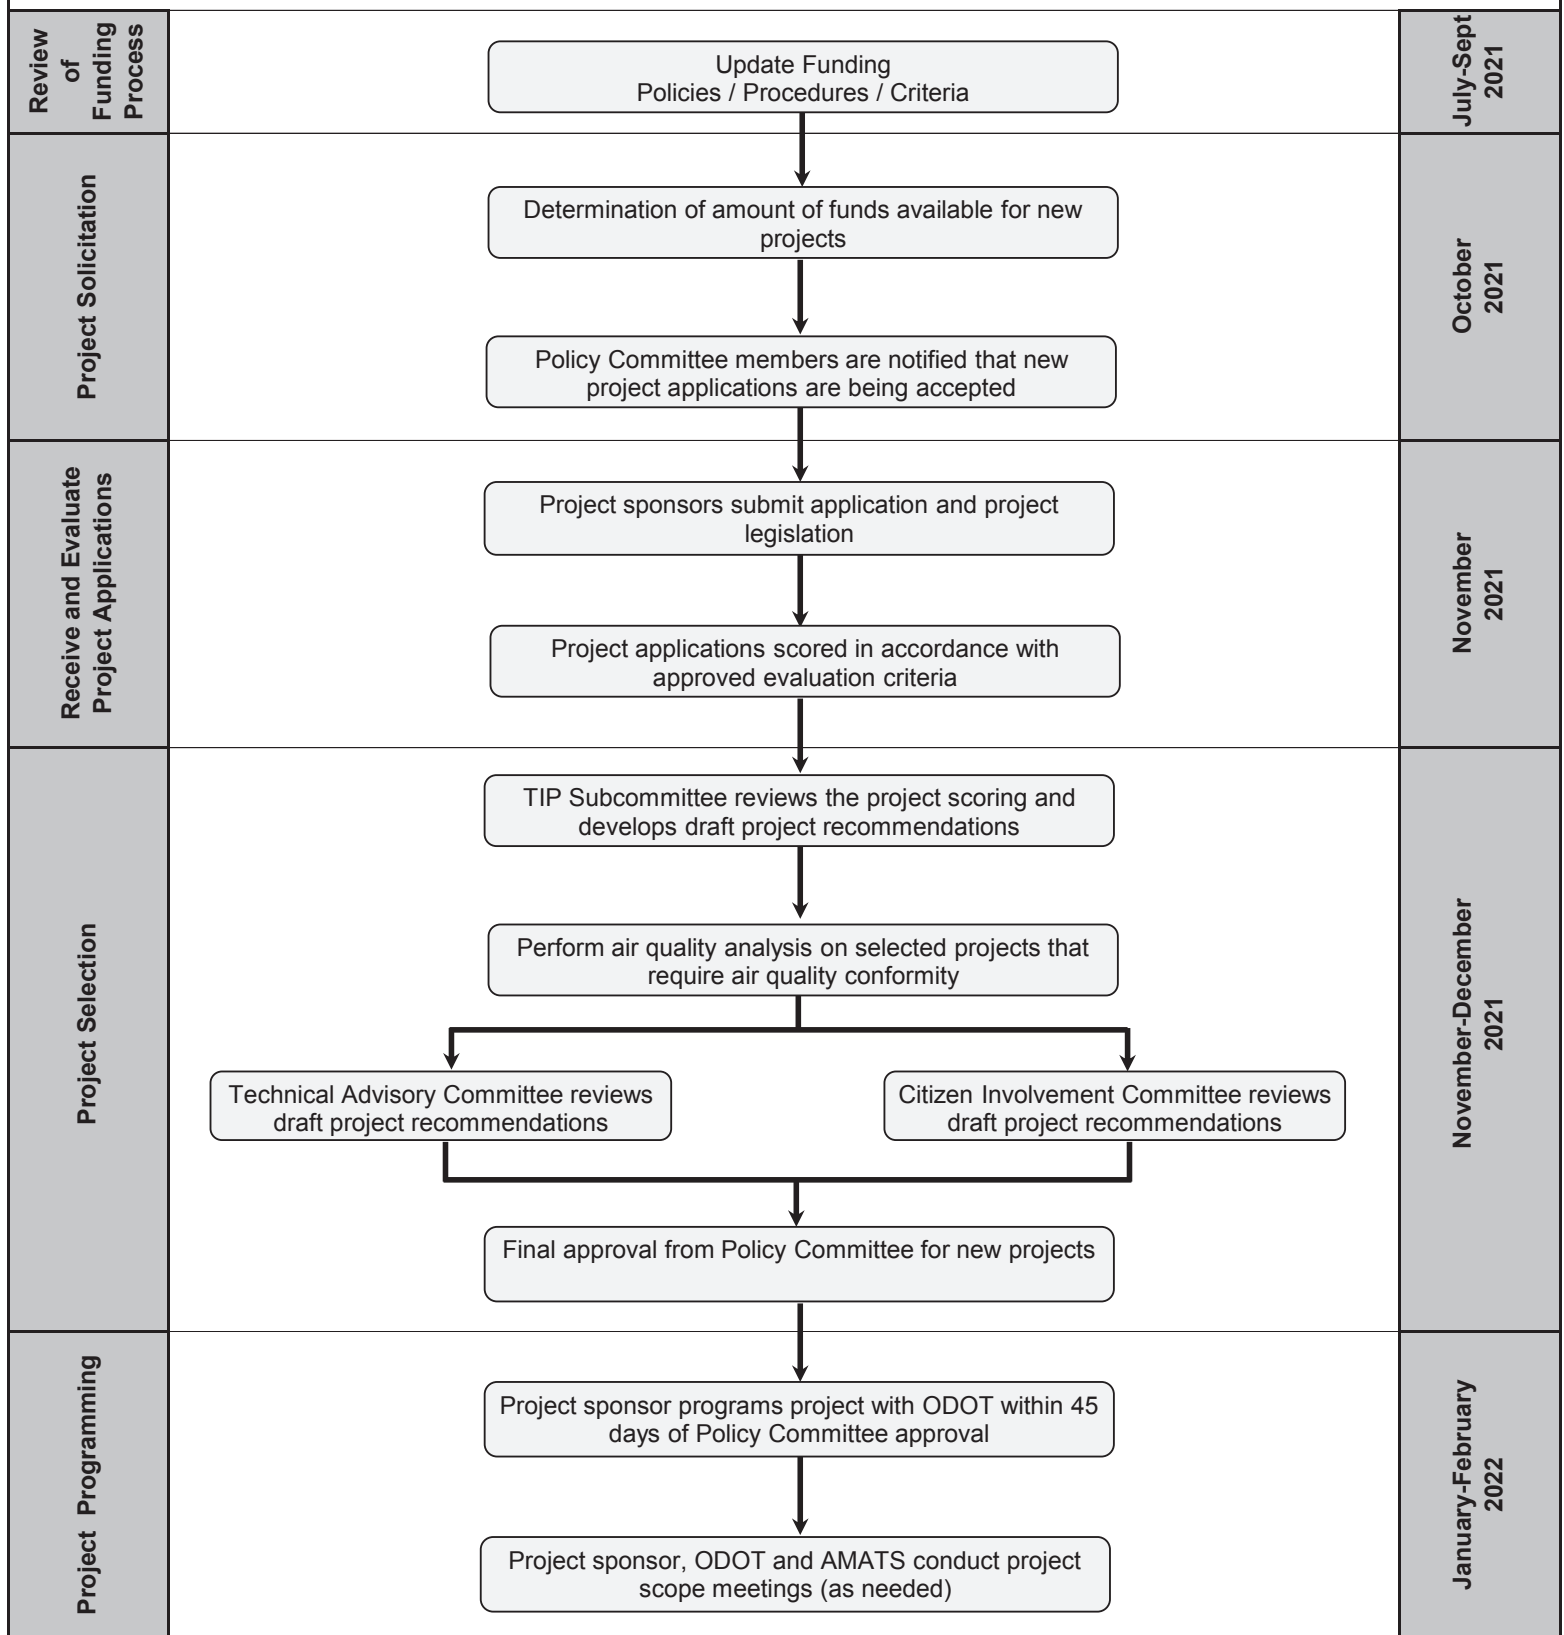 Review
of
Funding
Process
Update Funding
Policies / Procedures / Criteria
July-Sept
2021
Project Solicitation
Determination of amount of funds available for new
projects
Policy Committee members are notified that new
project applications are being accepted
October
2021
Receive and Evaluate
Project Applications
Project sponsors submit application and project
legislation
Project applications scored in accordance with
approved evaluation criteria
November
2021
Project Selection
TIP Subcommittee reviews the project scoring and
develops draft project recommendations
Perform air quality analysis on selected projects that
require air quality conformity
Technical Advisory Committee reviews
draft project recommendations
Citizen Involvement Committee reviews
draft project recommendations
Final approval from Policy Committee for new projects
November-December
2021
Project Programming
Project sponsor programs project with ODOT within 45
days of Policy Committee approval
Project sponsor, ODOT and AMATS conduct project
scope meetings (as needed)
January-February
2022